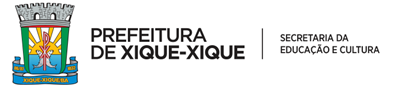 PREFEITURA
DE XIQUE-XIQUE
SECRETARIA DA
EDUCAÇÃO E CULTURA
XIQUE-XIQUE-BA